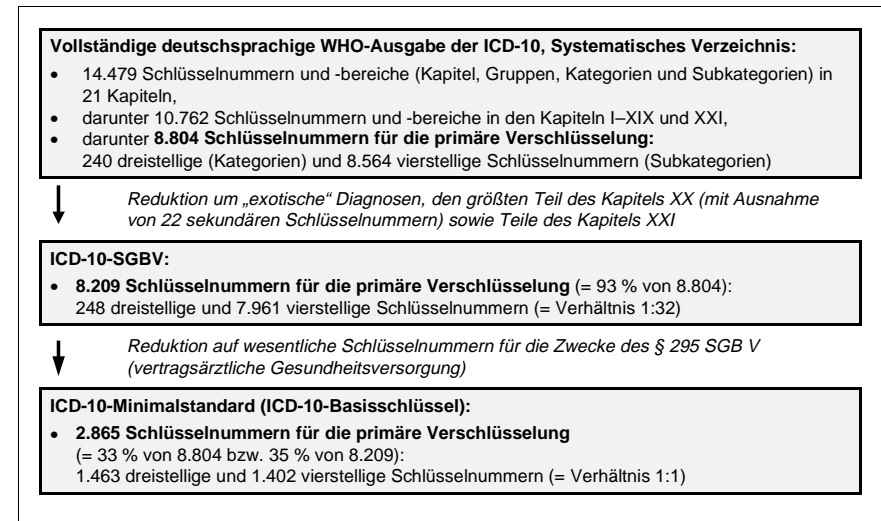 Vollständige deutschsprachige WHO-Ausgabe der ICD-10, Systematisches Verzeichnis:
• 14.479 Schlüsselnummern und -bereiche (Kapitel, Gruppen, Kategorien und Subkategorien) in
21 Kapiteln,
• darunter 10.762 Schlüsselnummern und -bereiche in den Kapiteln I–XIX und XXI,
• darunter 8.804 Schlüsselnummern für die primäre Verschlüsselung:
240 dreistellige (Kategorien) und 8.564 vierstellige Schlüsselnummern (Subkategorien)
Reduktion um „exotische“ Diagnosen, den größten Teil des Kapitels XX (mit Ausnahme
von 22 sekundären Schlüsselnummern) sowie Teile des Kapitels XXI
ICD-10-SGBV:
• 8.209 Schlüsselnummern für die primäre Verschlüsselung (= 93 % von 8.804):
248 dreistellige und 7.961 vierstellige Schlüsselnummern (= Verhältnis 1:32)
Reduktion auf wesentliche Schlüsselnummern für die Zwecke des § 295 SGB V
(vertragsärztliche Gesundheitsversorgung)
ICD-10-Minimalstandard (ICD-10-Basisschlüssel):
• 2.865 Schlüsselnummern für die primäre Verschlüsselung
(= 33 % von 8.804 bzw. 35 % von 8.209):
1.463 dreistellige und 1.402 vierstellige Schlüsselnummern (= Verhältnis 1:1)